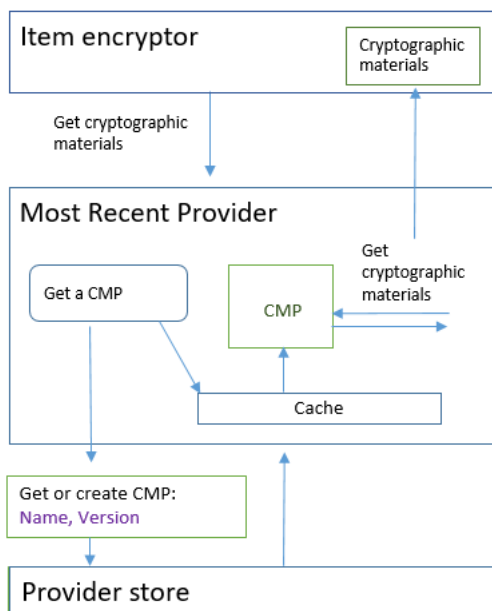 Item encryptor
Cryptographic
materials
Get cryptographic
materials
Most Recent Provider
Get
cryptographic
materials
Get a CMP
CMP
Cache
Get or create CMP:
Name, Version
Provider store